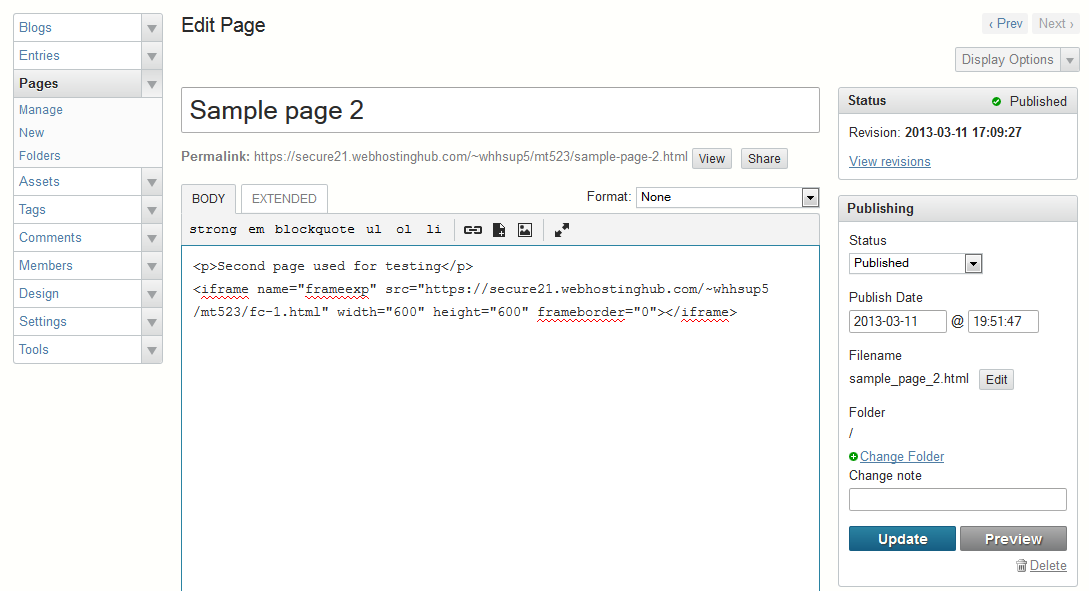 Blogs
Entries
Pages
Manage
New
Folders
Assets
Tags
Comments
Members
Design
Settings
Tools
Edit Page
‹ Prev
Next ›
Display Options
Sample page 2
Permalink: https://secure21.webhostinghub.com/~whhsup5/mt523/sample-page-2.html View Share
BODY EXTENDED Format: None
strong em blockquote ul ol li
<p>Second page used for testing</p>
<iframe name="frameexp" src="https://secure21.webhostinghub.com/~whhsup5
/mt523/fc-1.html" width="600" height="600" frameborder="0"></iframe>
Status Published
Revision: 2013-03-11 17:09:27
View revisions
Publishing
Status
Published
Publish Date
2013-03-11 @ 19:51:47
Filename
sample_page_2.html Edit
Folder
/
Change Folder
Change note
Update Preview
Delete